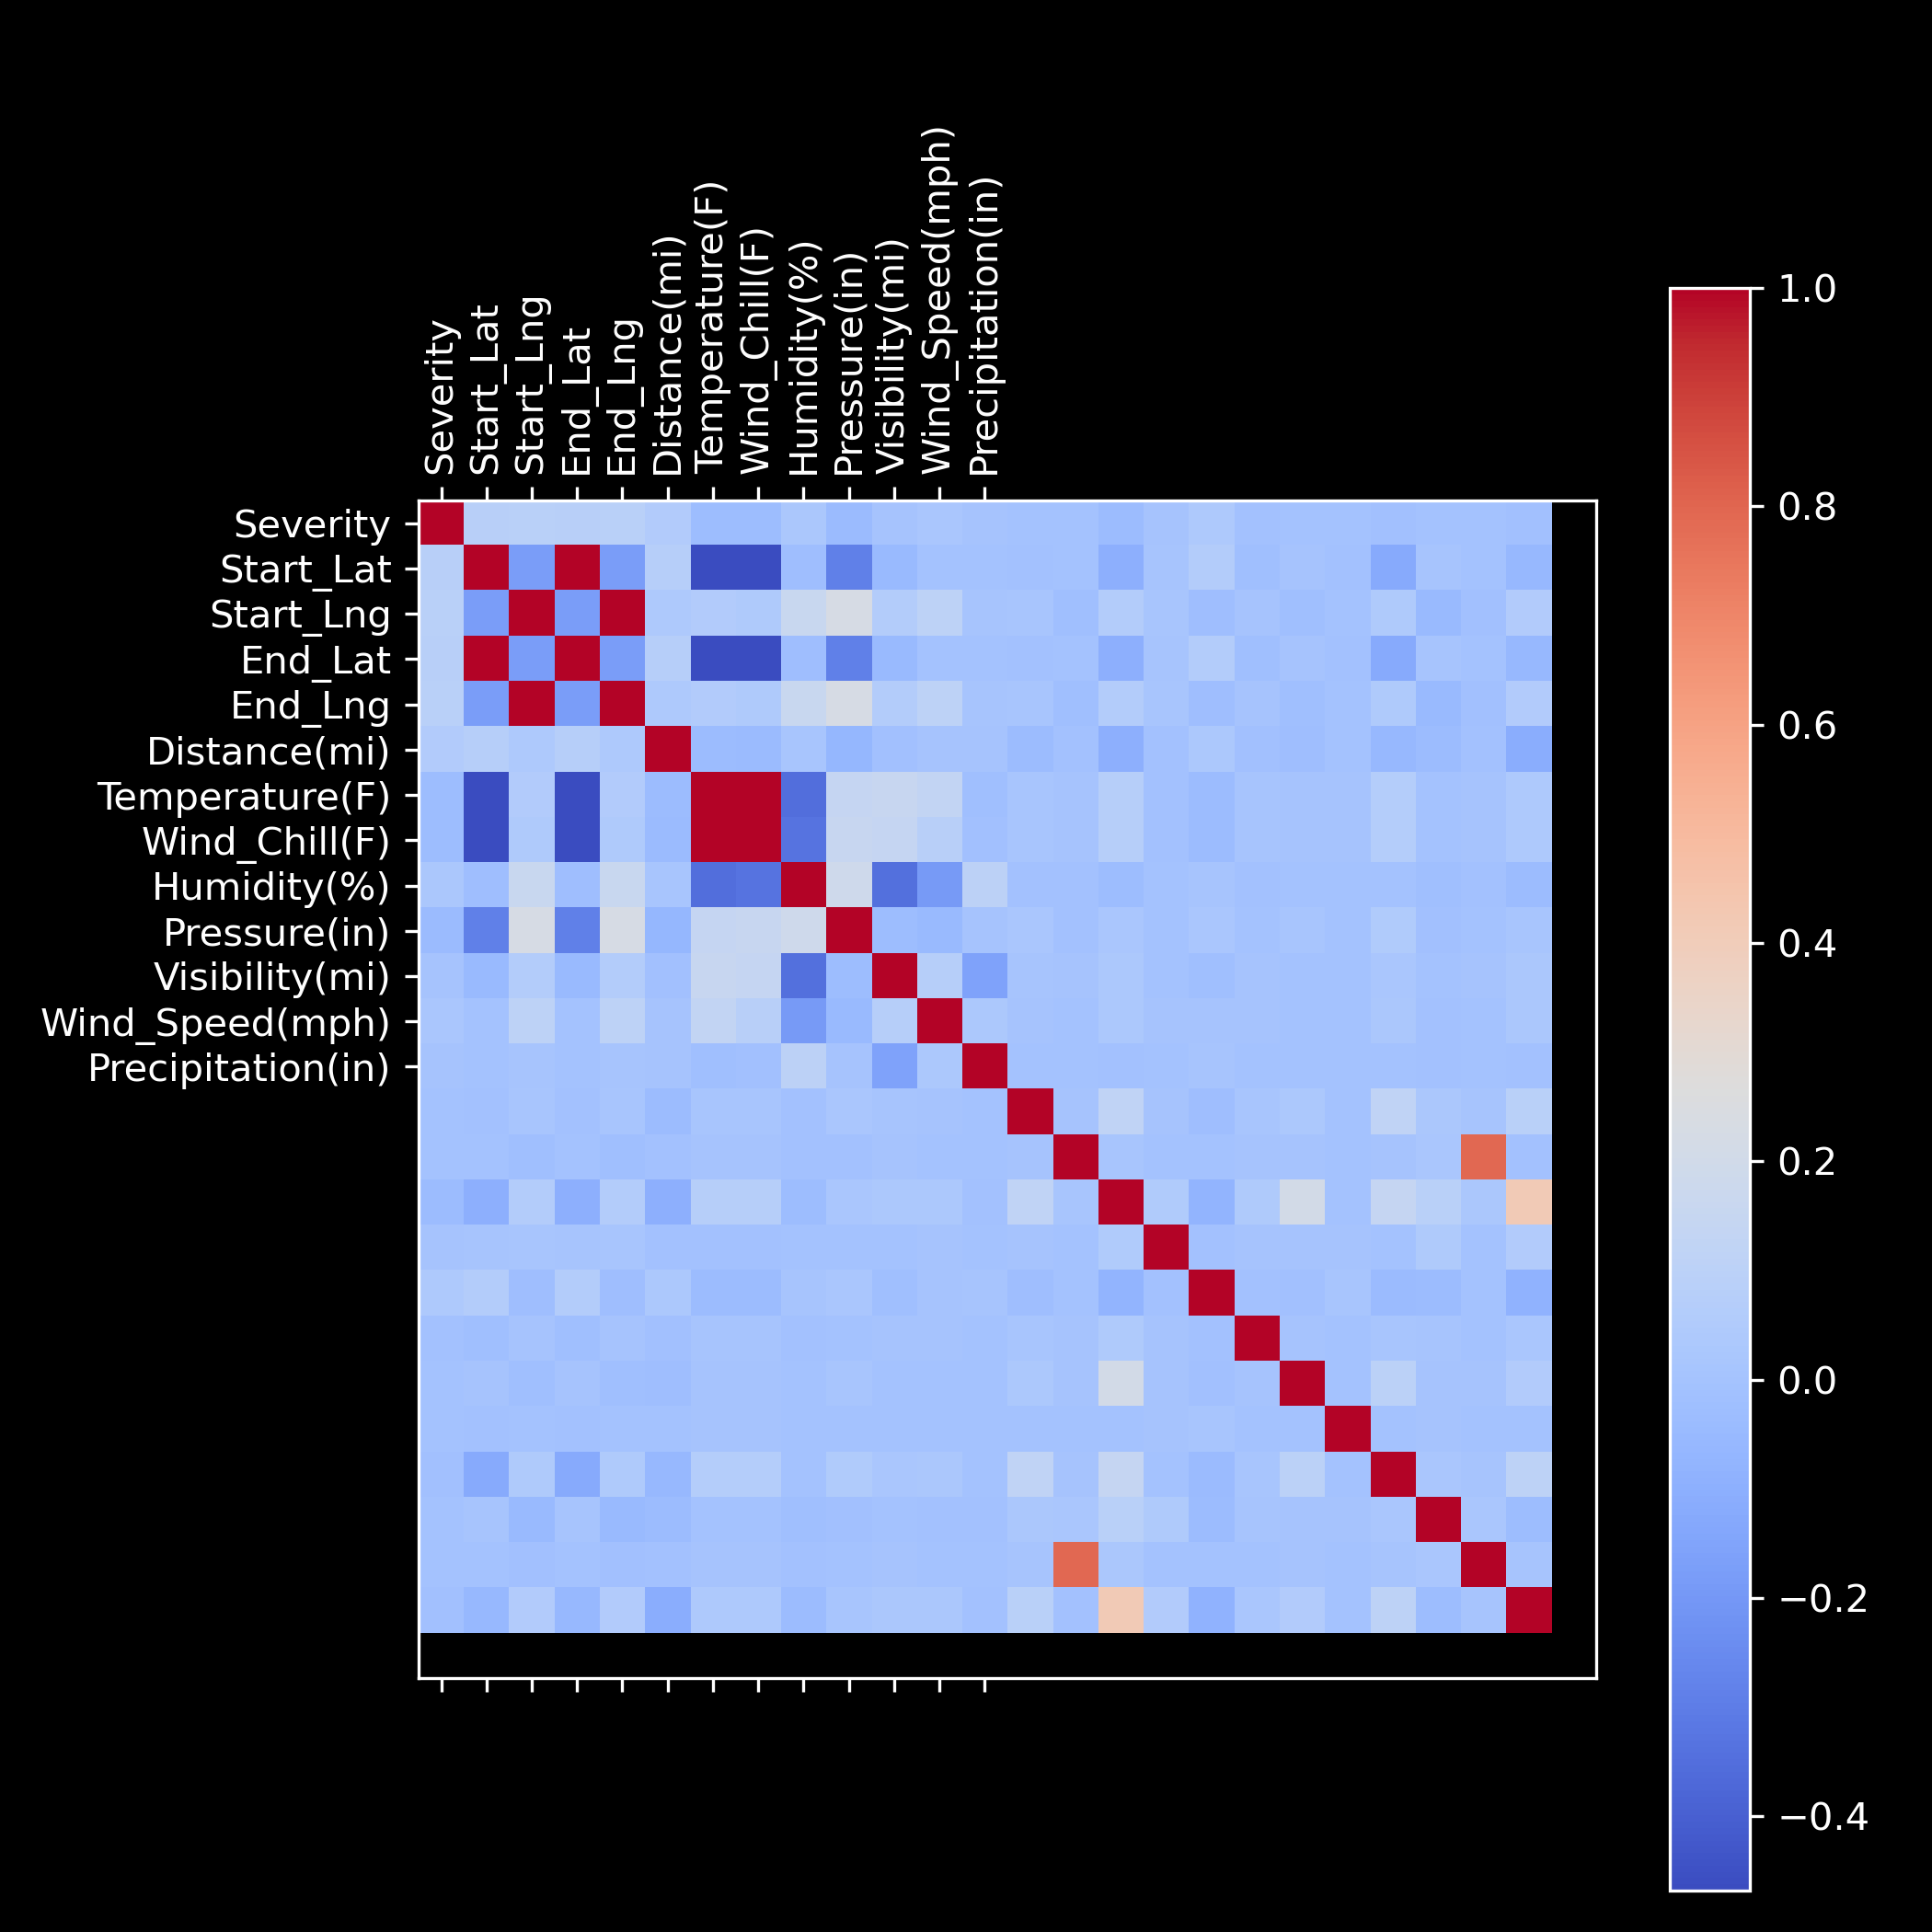 Severity
Start_Lat
Start_Lng
End_Lat
End_Lng
Distance(mi)
Temperature(F)
Wind_Chill(F)
Humidity(%)
Pressure(in)
Visibility(mi)
Wind_Speed(mph)
Precipitation(in)
Severity
Start_Lat
Start_Lng
End_Lat
End_Lng
Distance(mi)
Temperature(F)
Wind_Chill(F)
Humidity(%)
Pressure(in)
Visibility(mi)
Wind_Speed(mph)
Precipitation(in)
1.0
0.8
0.6
0.4
0.2
0.0
−0.2
−0.4